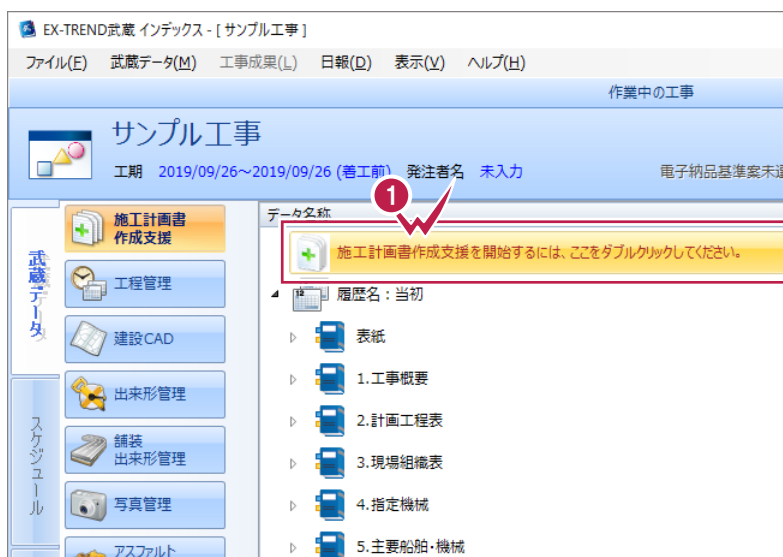 EX-TREND武蔵 インデックス - [ サンプル工事 ]
ファイル(F) 武蔵データ(M) 工事成果(L) 日報(D) 表示(V) ヘルプ(H)
作業中の工事
サンプル工事
工期 2019/09/26～2019/09/26 (着工前) 発注者名 未入力 電子納品基準案未
1
武蔵データ
スケジュール
施工計画書
作成支援
工程管理
建設CAD
出来形管理
舗装
出来形管理
写真管理
アスファルト
データ名称
施工計画書作成支援を開始するには、ここをダブルクリックしてください。
履歴名：当初
表紙
1.工事概要
2.計画工程表
3.現場組織表
4.指定機械
5.主要船舶・機械